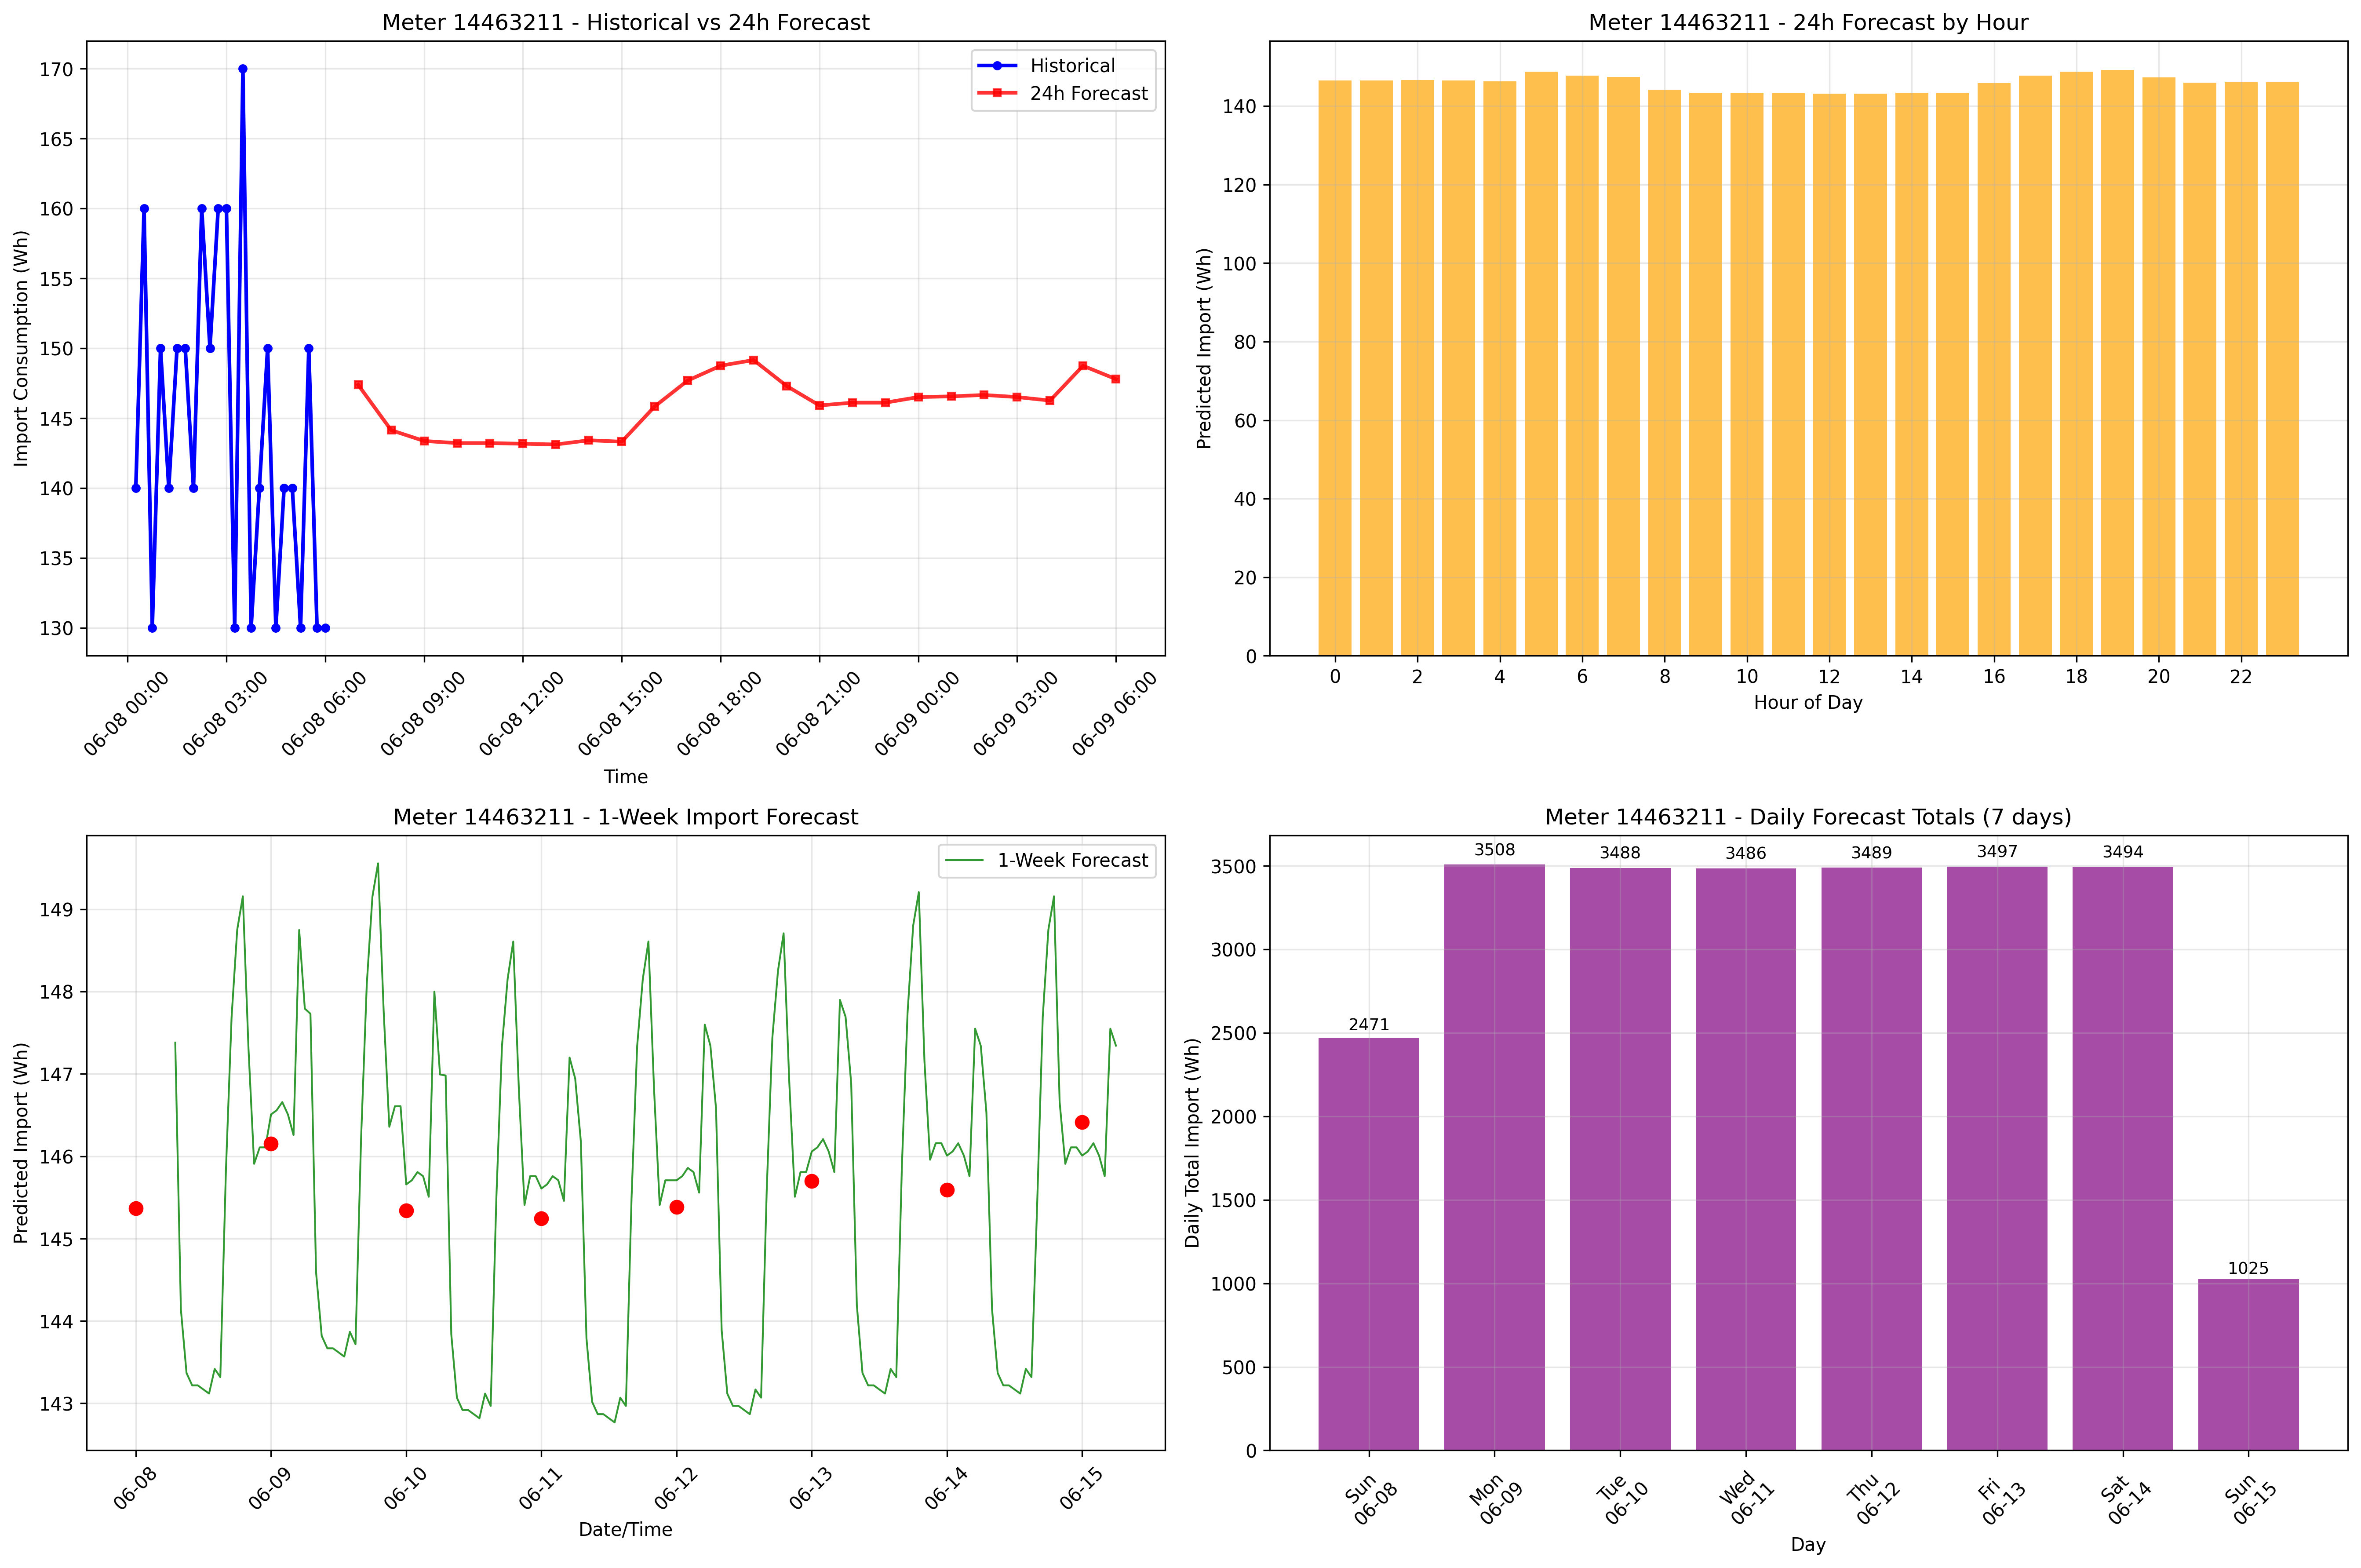 Meter 14463211 - Historical vs 24h Forecast
Import Consumption (Wh)
170
165
160
155
150
145
140
135
130
Historical
24h Forecast
06-08 00:00
06-08 03:00
06-08 06:00
06-08 09:00
06-08 12:00
06-08 15:00
06-08 18:00
06-08 21:00
06-09 00:00
06-09 03:00
06-09 06:00
Time
Meter 14463211 - 24h Forecast by Hour
Predicted Import (Wh)
140
120
100
80
60
40
20
0
0 2 4 6 8 10 12 14 16 18 20 22
Hour of Day
Meter 14463211 - 1-Week Import Forecast
Predicted Import (Wh)
149
148
147
146
145
144
143
1-Week Forecast
06-08
06-09
06-10
06-11
06-12
06-13
06-14
06-15
Date/Time
Meter 14463211 - Daily Forecast Totals (7 days)
Daily Total Import (Wh)
3500
3000
2500
2000
1500
1000
500
0
2471
3508
3488
3486
3489
3497
3494
1025
Sun
06-08
Mon
06-09
Tue
06-10
Wed
06-11
Thu
06-12
Fri
06-13
Sat
06-14
Sun
06-15
Day